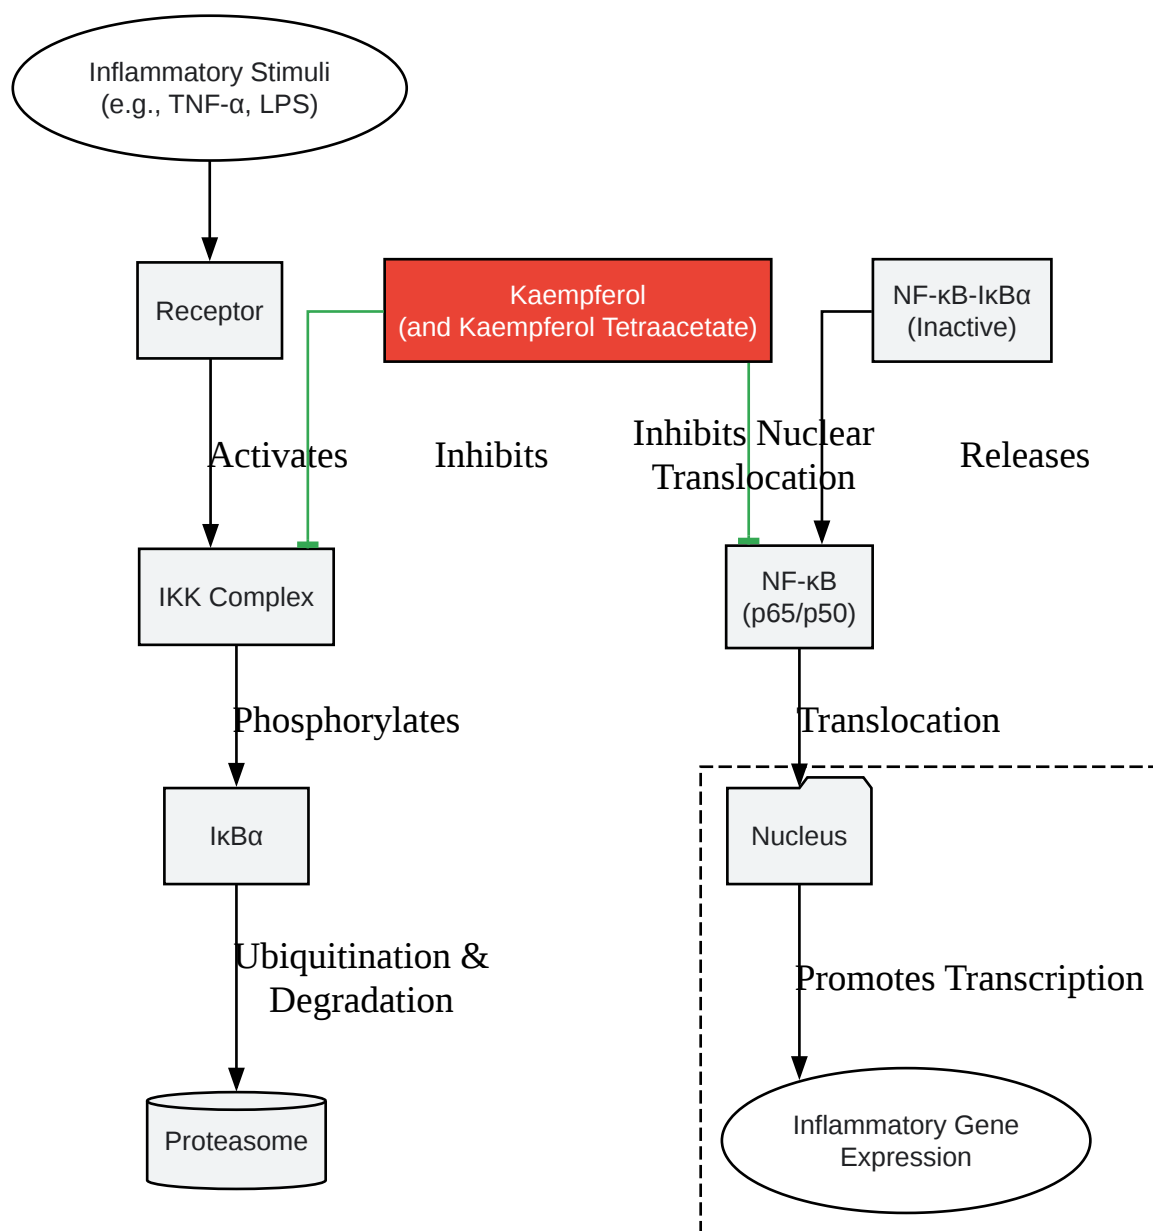 Inflammatory Stimuli
(e.g., TNF-α, LPS)
Receptor
Kaempferol
(and Kaempferol Tetraacetate)
NF-κB-IκBα
(Inactive)
Activates
Inhibits
Inhibits Nuclear
Translocation
Releases
IKK Complex
NF-κB
(p65/p50)
Phosphorylates
Translocation
IκBα
Nucleus
Ubiquitination &
Degradation
Promotes Transcription
Proteasome
Inflammatory Gene
Expression